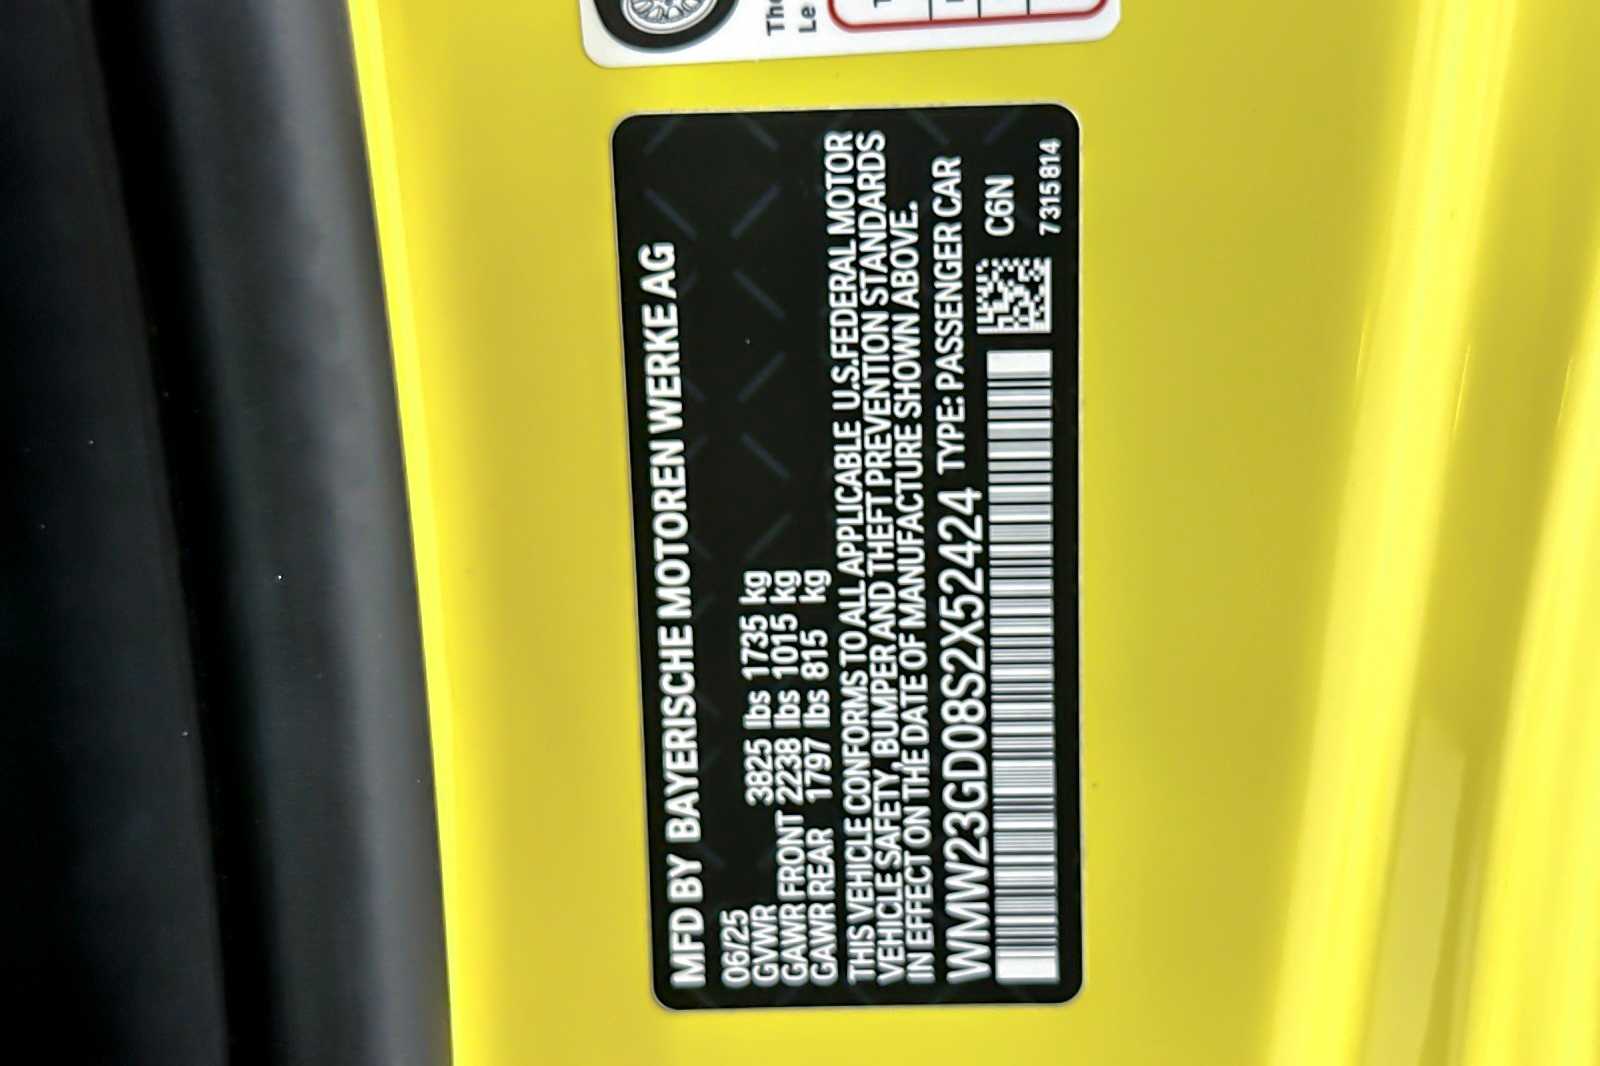 The
Le
MFD BY BAYERISCHE MOTOREN WERKE AG
06/25
GVWR 3825 lbs 1735 kg
GAWR FRONT 2238 lbs 1015 kg
GAWR REAR 1797 lbs 815 kg
THIS VEHICLE CONFORMS TO ALL APPLICABLE U.S.FEDERAL MOTOR
VEHICLE SAFETY, BUMPER AND THEFT PREVENTION STANDARDS
IN EFFECT ON THE DATE OF MANUFACTURE SHOWN ABOVE.
WMW23GD08S2X52424 TYPE: PASSENGER CAR
C6N
7315814